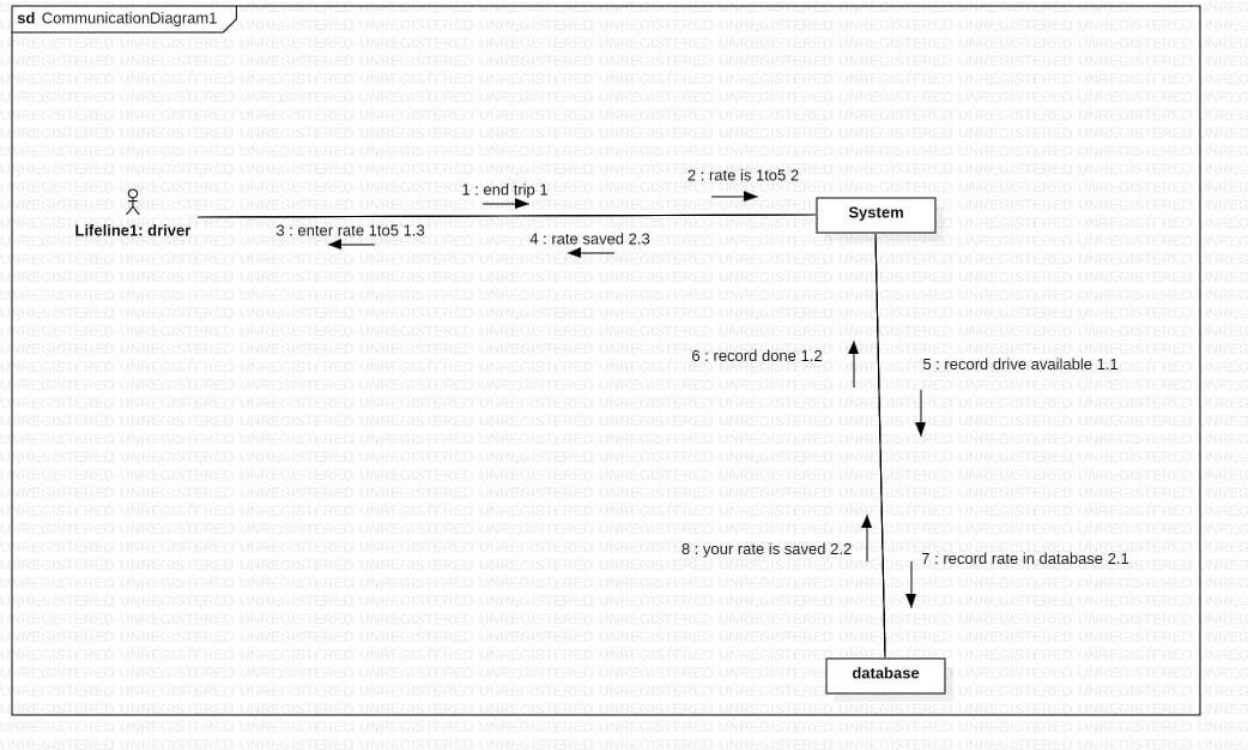 sd CommunicationDiagram1
2 : rate is 1to5 2
1 : end trip 1
System
Lifeline1: driver
3 : enter rate 1to5 1.3
4 : rate saved 2.3
6 : record done 1.2
5 : record drive available 1.1
8 : your rate is saved 2.2
7 : record rate in database 2.1
database
UNREGISTERED